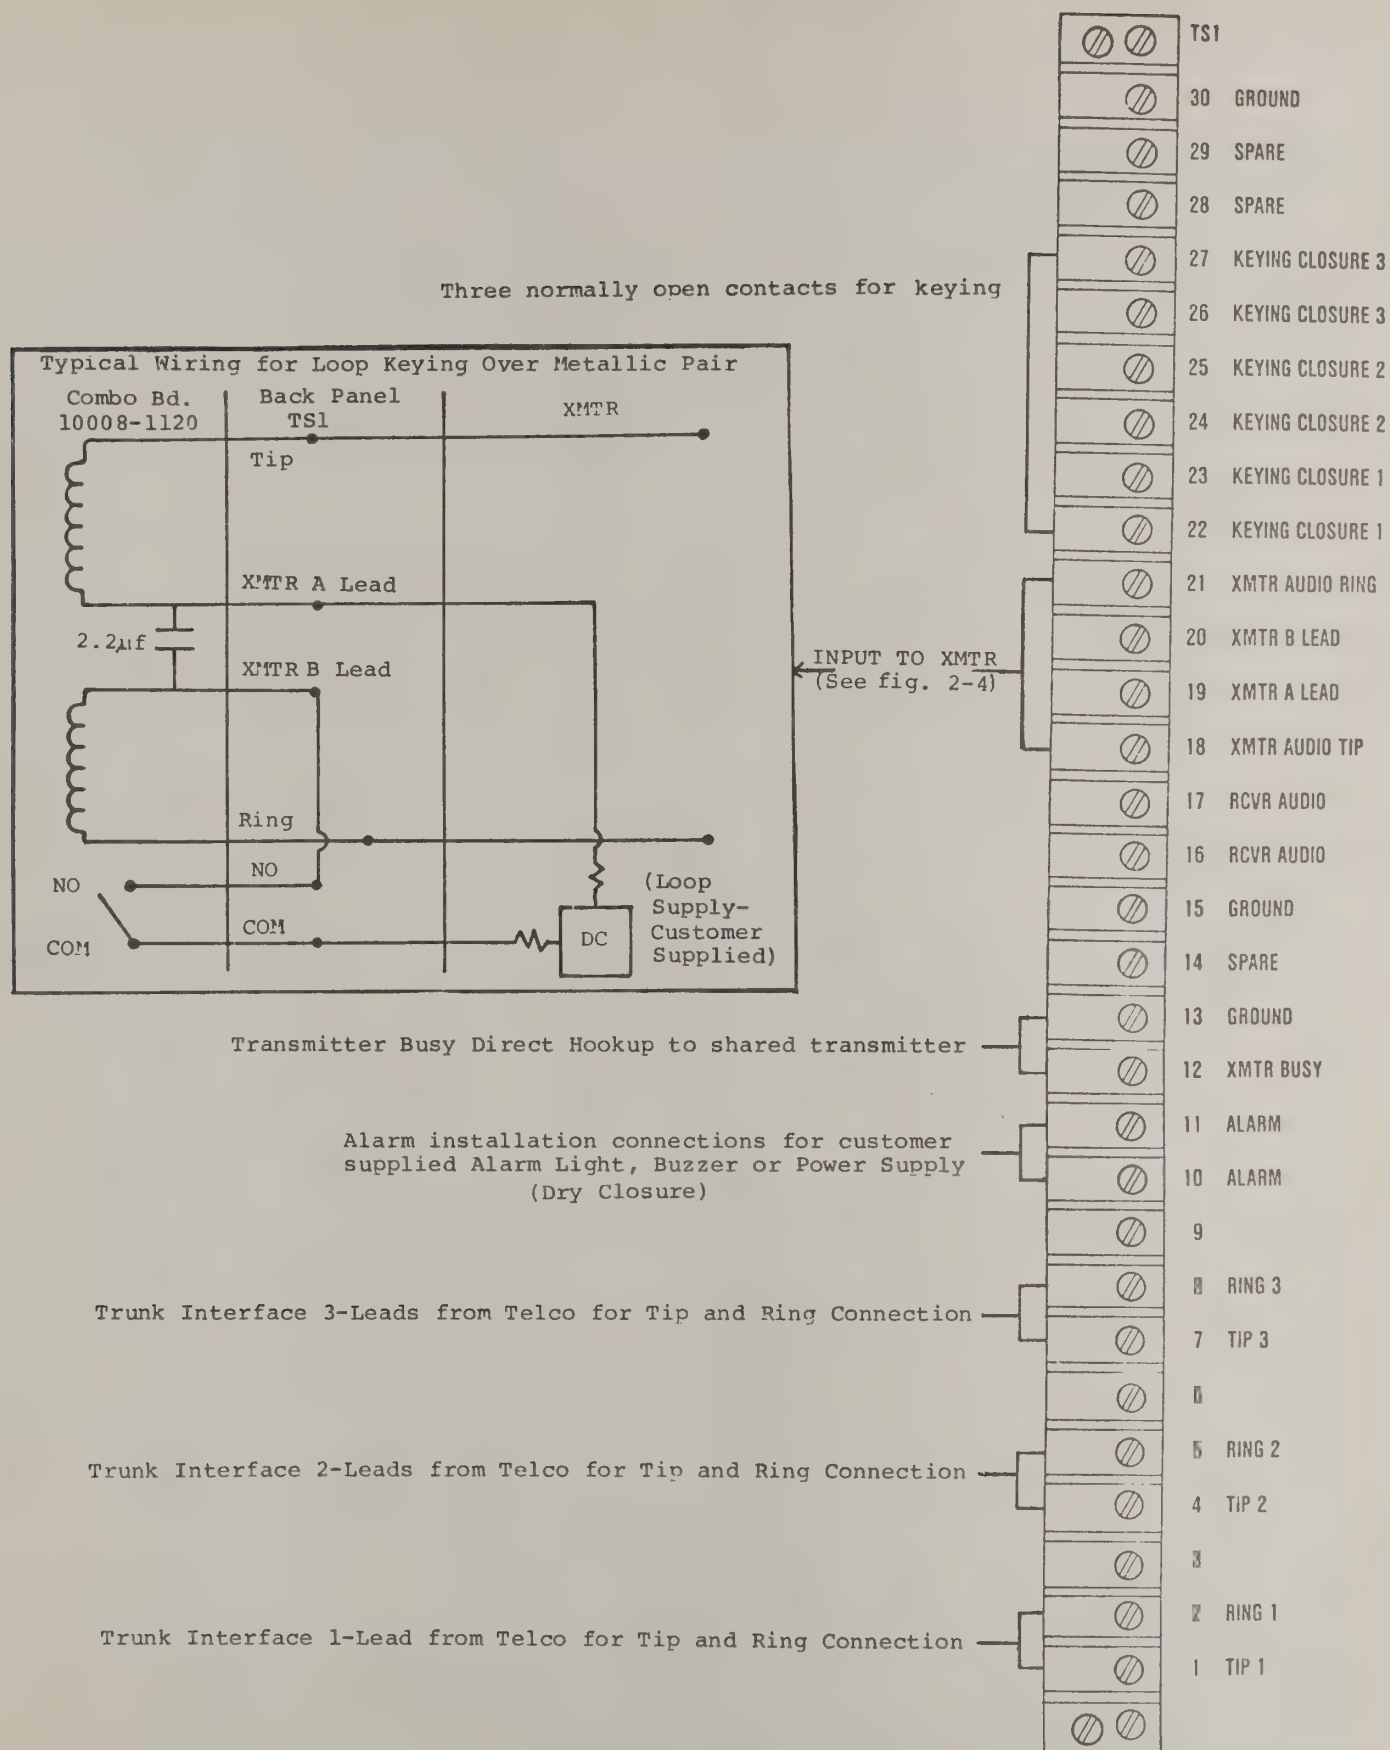 TS1
30 GROUND
29 SPARE
28 SPARE
27 KEYING CLOSURE 3
Three normally open contacts for keying
26 KEYING CLOSURE 3
25 KEYING CLOSURE 2
24 KEYING CLOSURE 2
23 KEYING CLOSURE 1
22 KEYING CLOSURE 1
21 XMTR AUDIO RING
20 XMTR B LEAD
19 XMTR A LEAD
18 XMTR AUDIO TIP
17 RCVR AUDIO
16 RCVR AUDIO
15 GROUND
14 SPARE
13 GROUND
12 XMTR BUSY
11 ALARM
10 ALARM
9
8 RING 3
7 TIP 3
5 RING 2
4 TIP 2
3
2 RING 1
1 TIP 1
Typical Wiring for Loop Keying Over Metallic Pair
Combo Bd.
10008-1120
Back Panel
TS1
XMTR
Tip
XMTR A Lead
2.2µf
XMTR B Lead
Ring
NO
NO
COM
COM
DC
(Loop
Supply-
Customer
Supplied)
INPUT TO XMTR
(See fig. 2-4)
Transmitter Busy Direct Hookup to shared transmitter
Alarm installation connections for customer
supplied Alarm Light, Buzzer or Power Supply
(Dry Closure)
Trunk Interface 3-Leads from Telco for Tip and Ring Connection
Trunk Interface 2-Leads from Telco for Tip and Ring Connection
Trunk Interface 1-Lead from Telco for Tip and Ring Connection